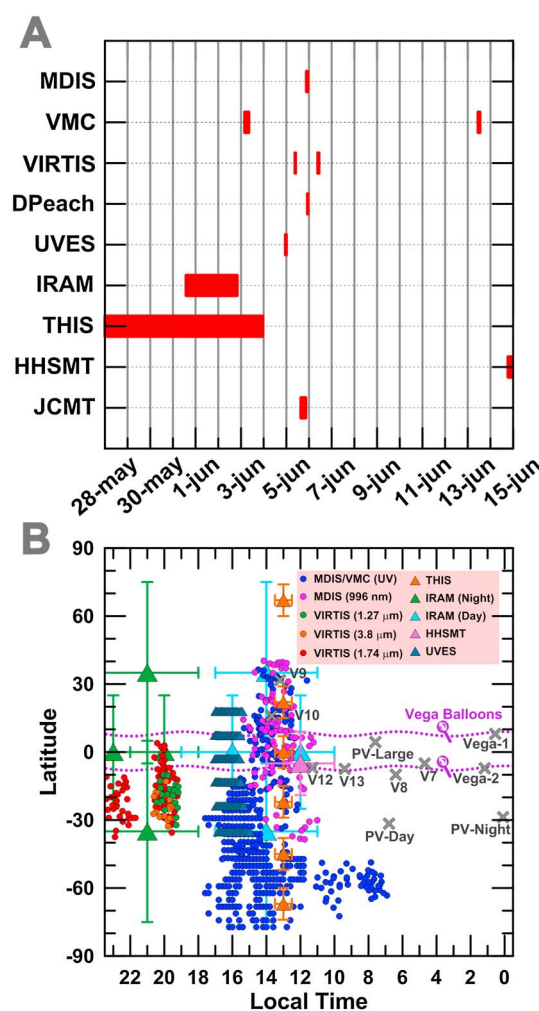 A
MDIS
VMC
VIRTIS
DPeach
UVES
IRAM
THIS
HHSMT
JCMT
28-may
30-may
1-jun
3-jun
5-jun
7-jun
9-jun
11-jun
13-jun
15-jun
B
90
60
30
0
-30
-60
-90
Latitude
MDIS/VMC (UV)
MDIS (996 nm)
VIRTIS (1.27 μm)
VIRTIS (3.8 μm)
VIRTIS (1.74 μm)
THIS
IRAM (Night)
IRAM (Day)
HHSMT
UVES
V9
V10
Vega Balloons
PV-Large
Vega-1
V12
V13
V8
V7
Vega-2
PV-Day
PV-Night
22 20 18 16 14 12 10 8 6 4 2 0
Local Time